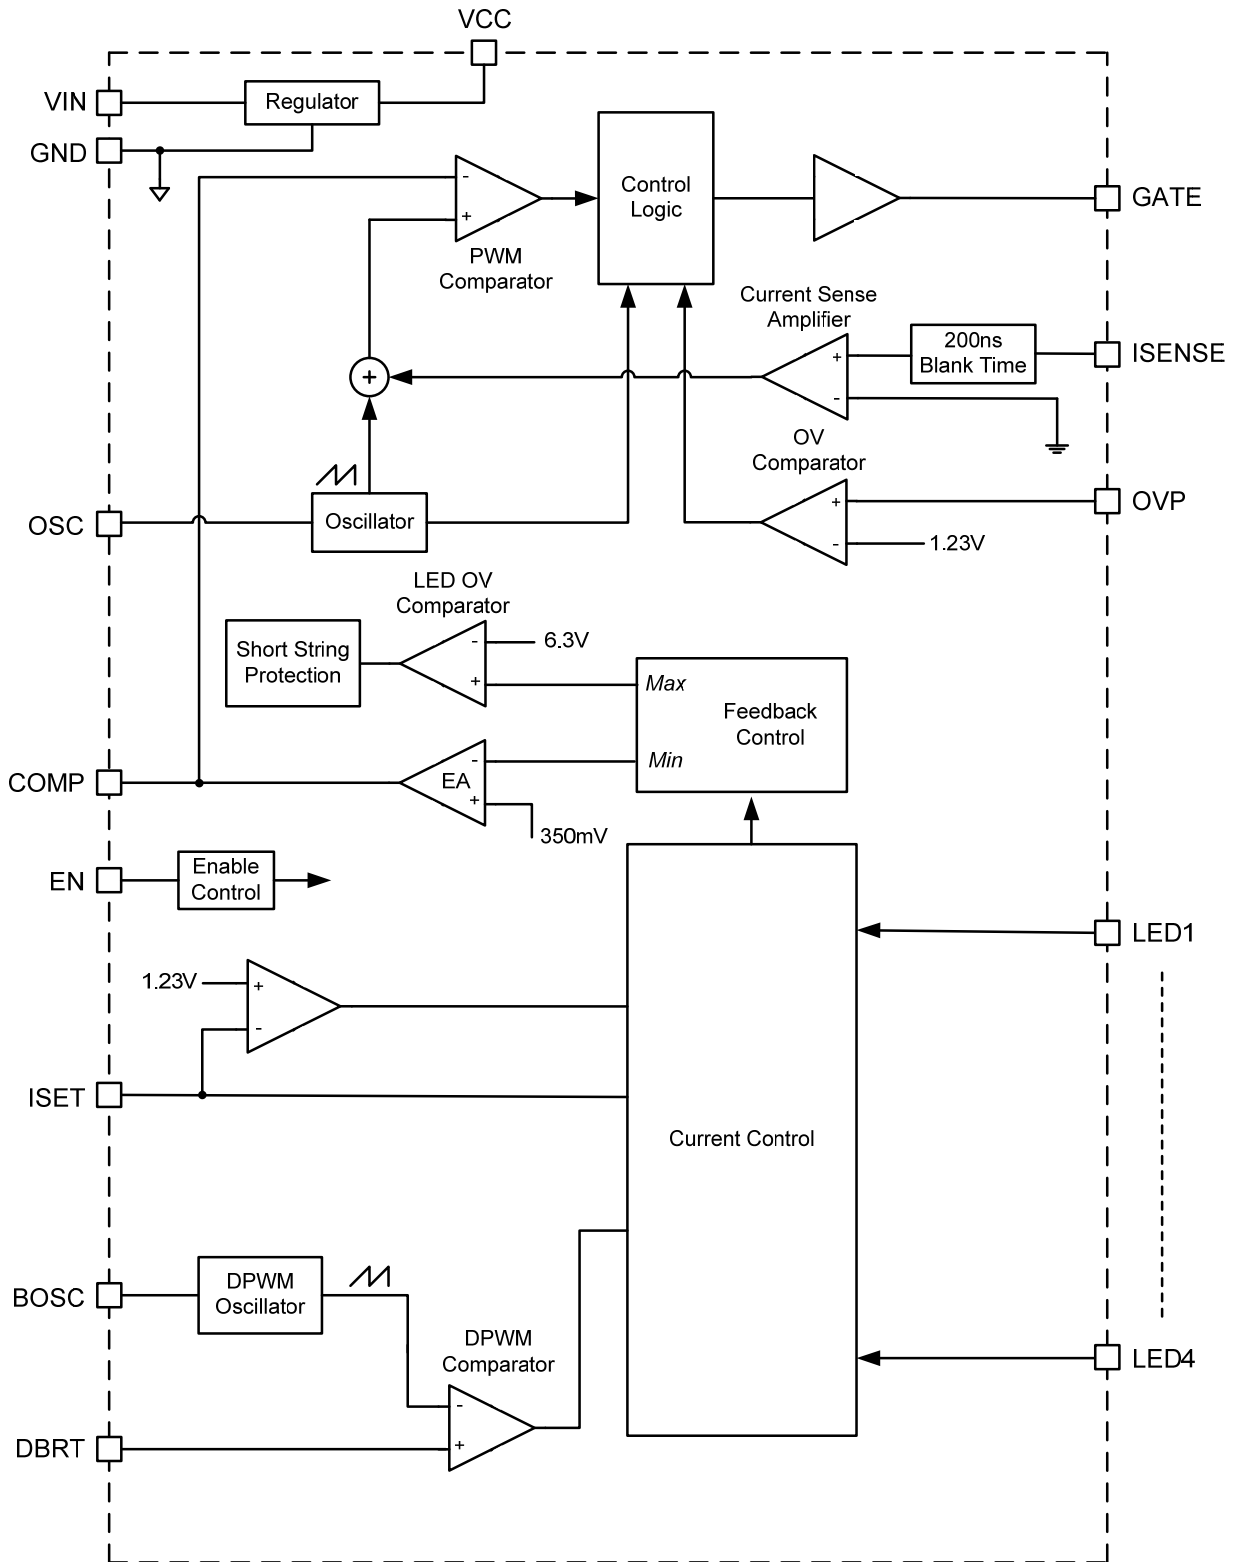 VCC
VIN
Regulator
GND
Control
Logic
-
+
PWM
Comparator
GATE
Current Sense
Amplifier
200ns
Blank Time
ISENSE
+
+
-
OV
Comparator
OSC
Oscillator
+
-
1.23V
OVP
LED OV
Comparator
Short String
Protection
-
+
6.3V
Max
Min
Feedback
Control
COMP
EA
-
+
350mV
EN
Enable
Control
LED1
1.23V
+
-
ISET
Current Control
BOSC
DPWM
Oscillator
DPWM
Comparator
-
+
DBRT
LED4